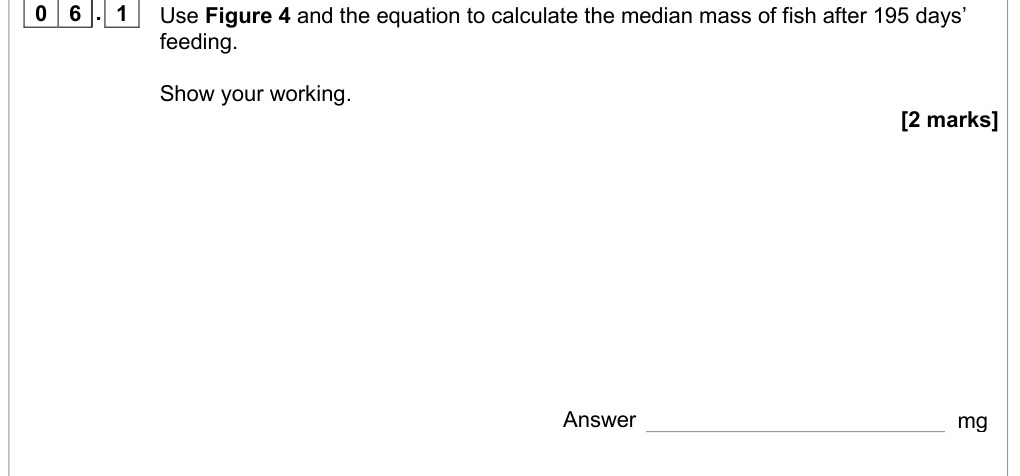 0 6 . 1 Use Figure 4 and the equation to calculate the median mass of fish after 195 days’
feeding.
Show your working.
[2 marks]
Answer mg